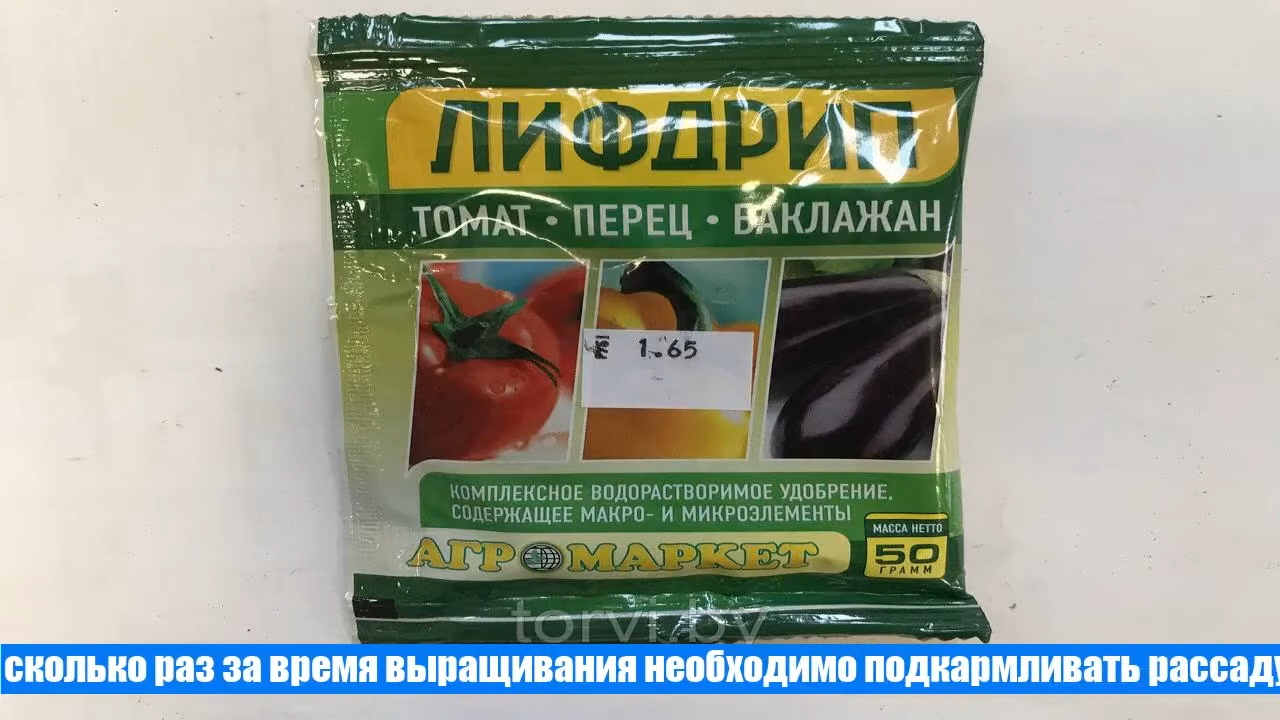 ЛИФДРИП
ТОМАТ • ПЕРЕЦ • БАКЛАЖАН
1.65
КОМПЛЕКСНОЕ ВОДОРАСТВОРИМОЕ УДОБРЕНИЕ,
СОДЕРЖАЩЕЕ МАКРО- И МИКРОЭЛЕМЕНТЫ
МАССА НЕТТО
50
ГРАММ
АГРОМАРКЕТ
torvi.by
сколько раз за время выращивания необходимо подкармливать рассаду